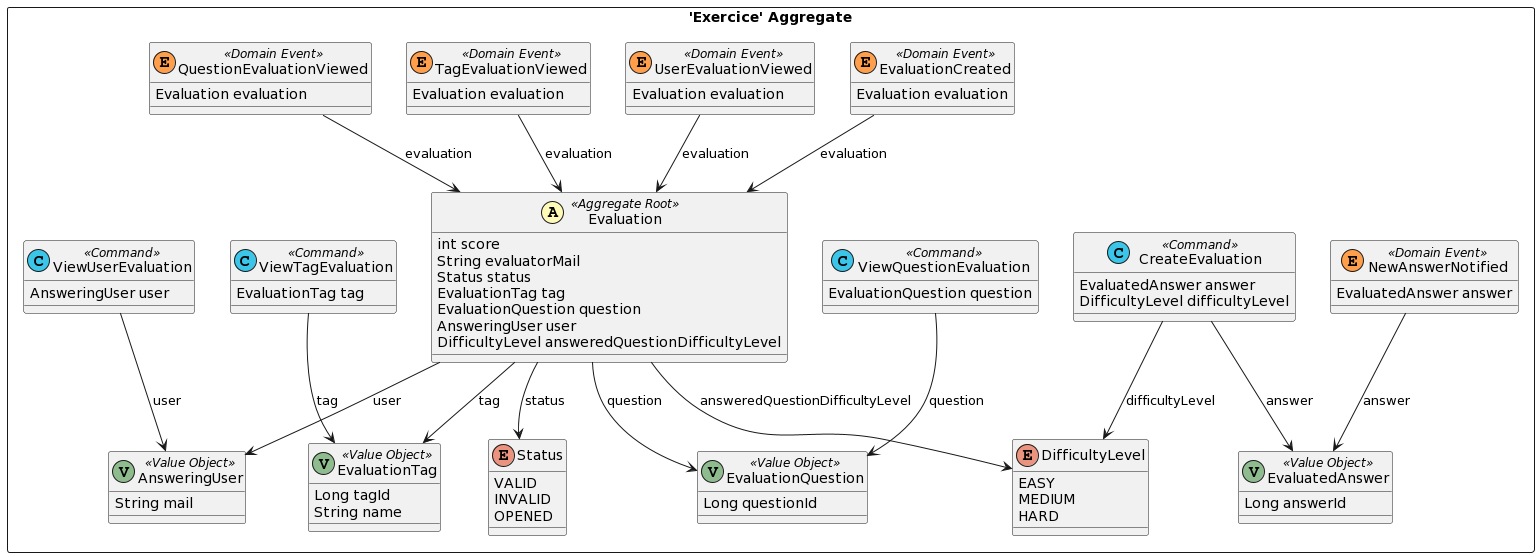 'Exercice' Aggregate
E
«Domain Event»
QuestionEvaluationViewed
Evaluation evaluation
E
«Domain Event»
TagEvaluationViewed
Evaluation evaluation
E
«Domain Event»
UserEvaluationViewed
Evaluation evaluation
E
«Domain Event»
EvaluationCreated
Evaluation evaluation
evaluation
evaluation
evaluation
evaluation
C
«Command»
ViewUserEvaluation
AnsweringUser user
C
«Command»
ViewTagEvaluation
EvaluationTag tag
A
«Aggregate Root»
Evaluation
int score
String evaluatorMail
Status status
EvaluationTag tag
EvaluationQuestion question
AnsweringUser user
DifficultyLevel answeredQuestionDifficultyLevel
C
«Command»
ViewQuestionEvaluation
EvaluationQuestion question
C
«Command»
CreateEvaluation
EvaluatedAnswer answer
DifficultyLevel difficultyLevel
E
«Domain Event»
NewAnswerNotified
EvaluatedAnswer answer
user
tag
user
tag
status
question
answeredQuestionDifficultyLevel
question
difficultyLevel
answer
answer
V
«Value Object»
AnsweringUser
String mail
V
«Value Object»
EvaluationTag
Long tagId
String name
E
Status
VALID
INVALID
OPENED
V
«Value Object»
EvaluationQuestion
Long questionId
E
DifficultyLevel
EASY
MEDIUM
HARD
V
«Value Object»
EvaluatedAnswer
Long answerId